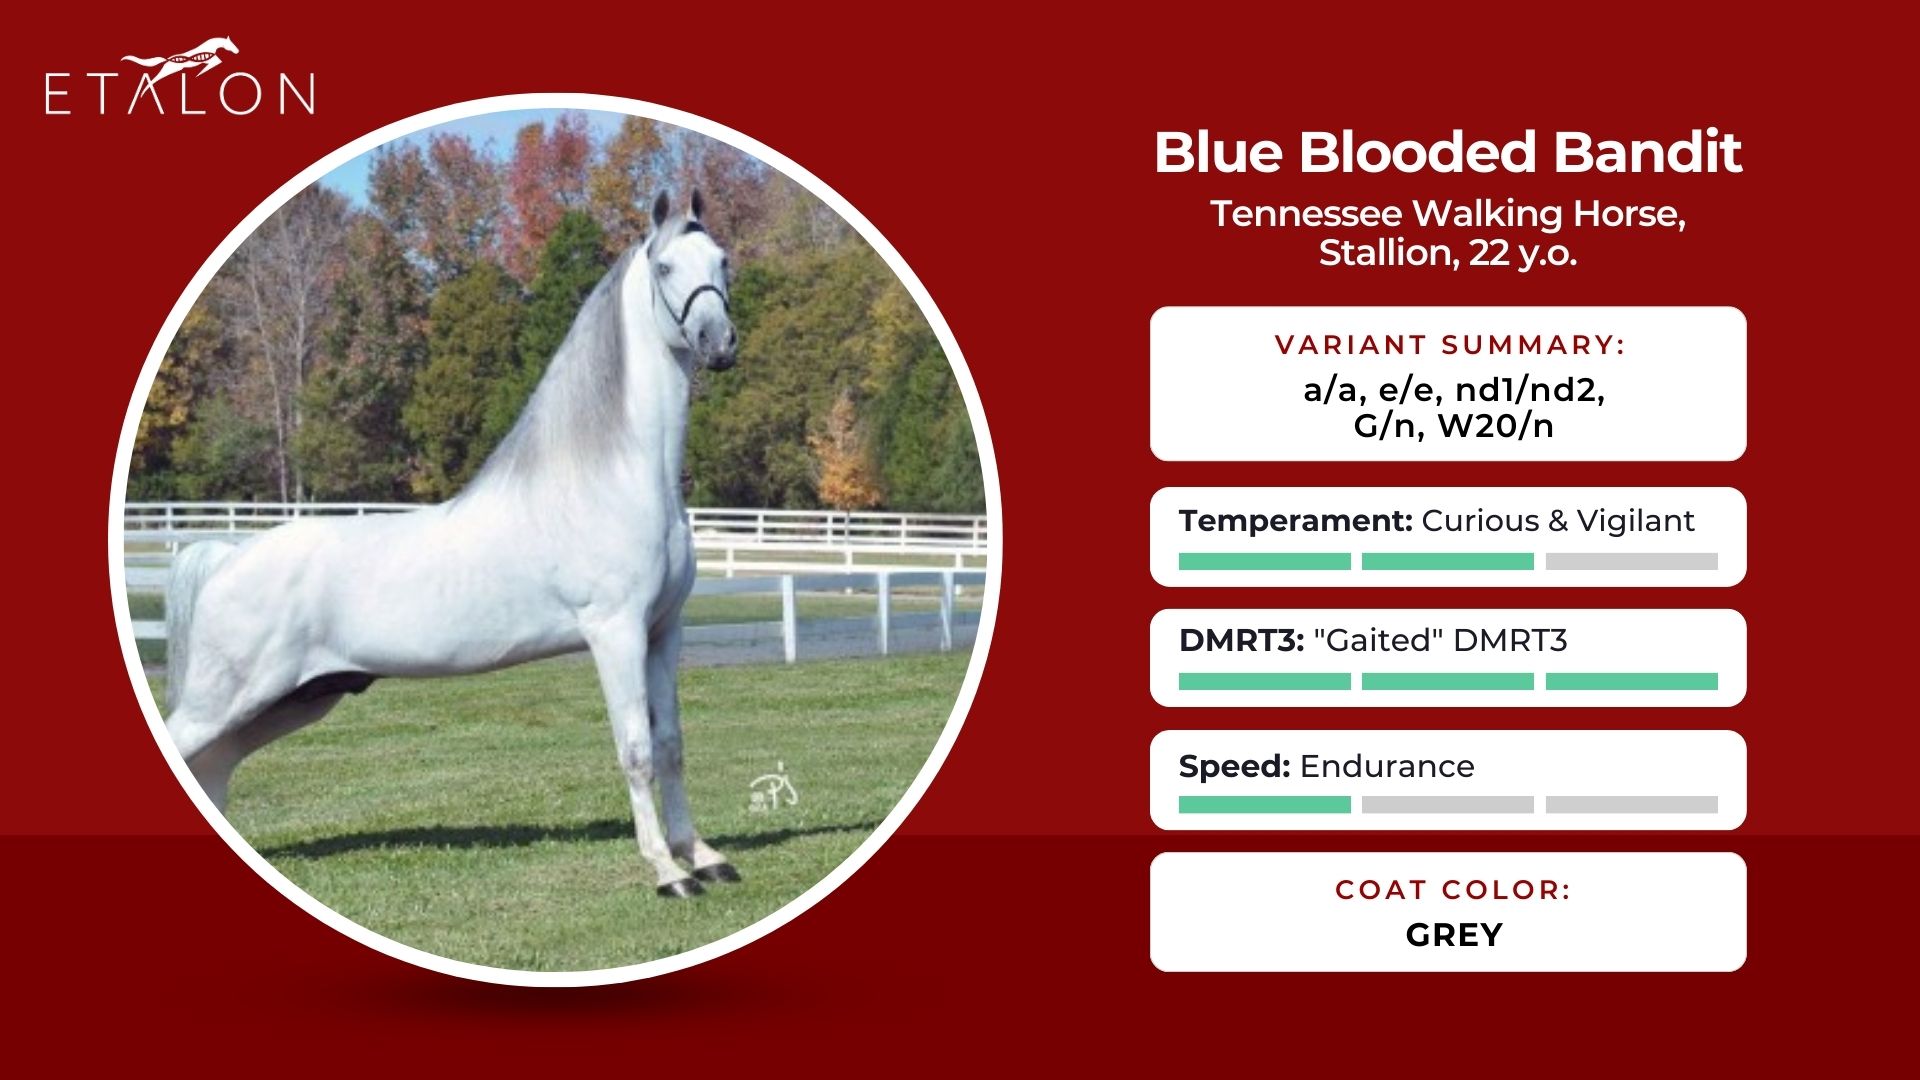 ETALON
Blue Blooded Bandit
Tennessee Walking Horse,
Stallion, 22 y.o.
VARIANT SUMMARY:
a/a, e/e, nd1/nd2,
G/n, W20/n
Temperament: Curious & Vigilant
DMRT3: "Gaited" DMRT3
Speed: Endurance
COAT COLOR:
GREY